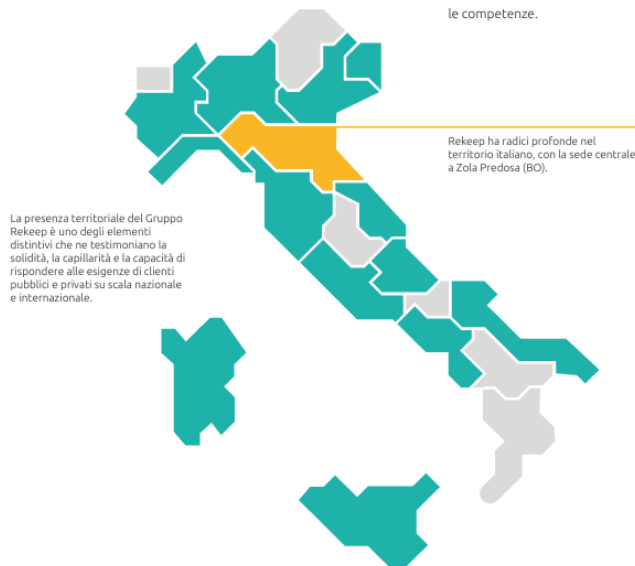 le competenze.
Rekeep ha radici profonde nel
territorio italiano, con la sede centrale
a Zola Predosa (BO).
La presenza territoriale del Gruppo
Rekeep è uno degli elementi
distintivi che ne testimoniano la
solidità, la capillarità e la capacità di
rispondere alle esigenze di clienti
pubblici e privati su scala nazionale
e internazionale.